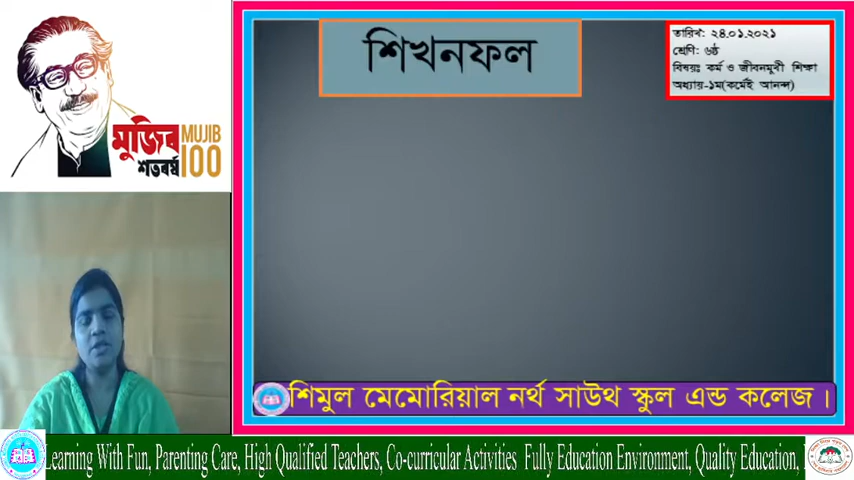 মুজিব
শতবর্ষ
MUJIB
100
শিখনফল
তারিখ: ২৪.০১.২০২১
শ্রেণি: ৬ষ্ঠ
বিষয়ঃ কর্ম ও জীবনমুখী শিক্ষা
অধ্যায়-১ম(কর্মেই আনন্দ)
শিমুল মেমোরিয়াল নর্থ সাউথ স্কুল এন্ড কলেজ।
Learning With Fun, Parenting Care, High Qualified Teachers, Co-curricular Activities Fully Education Environment, Quality Education,